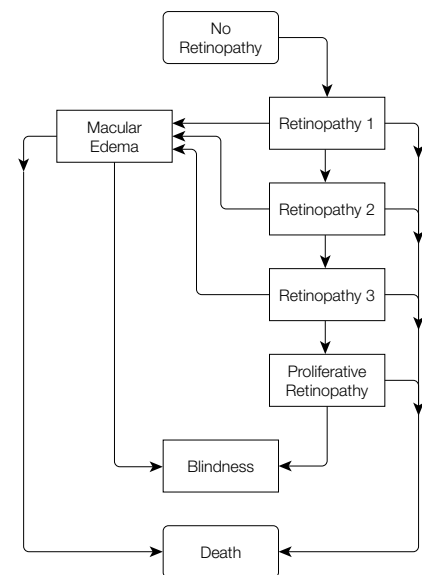 No
Retinopathy
Retinopathy 1
Macular
Edema
Retinopathy 2
Retinopathy 3
Proliferative
Retinopathy
Blindness
Death